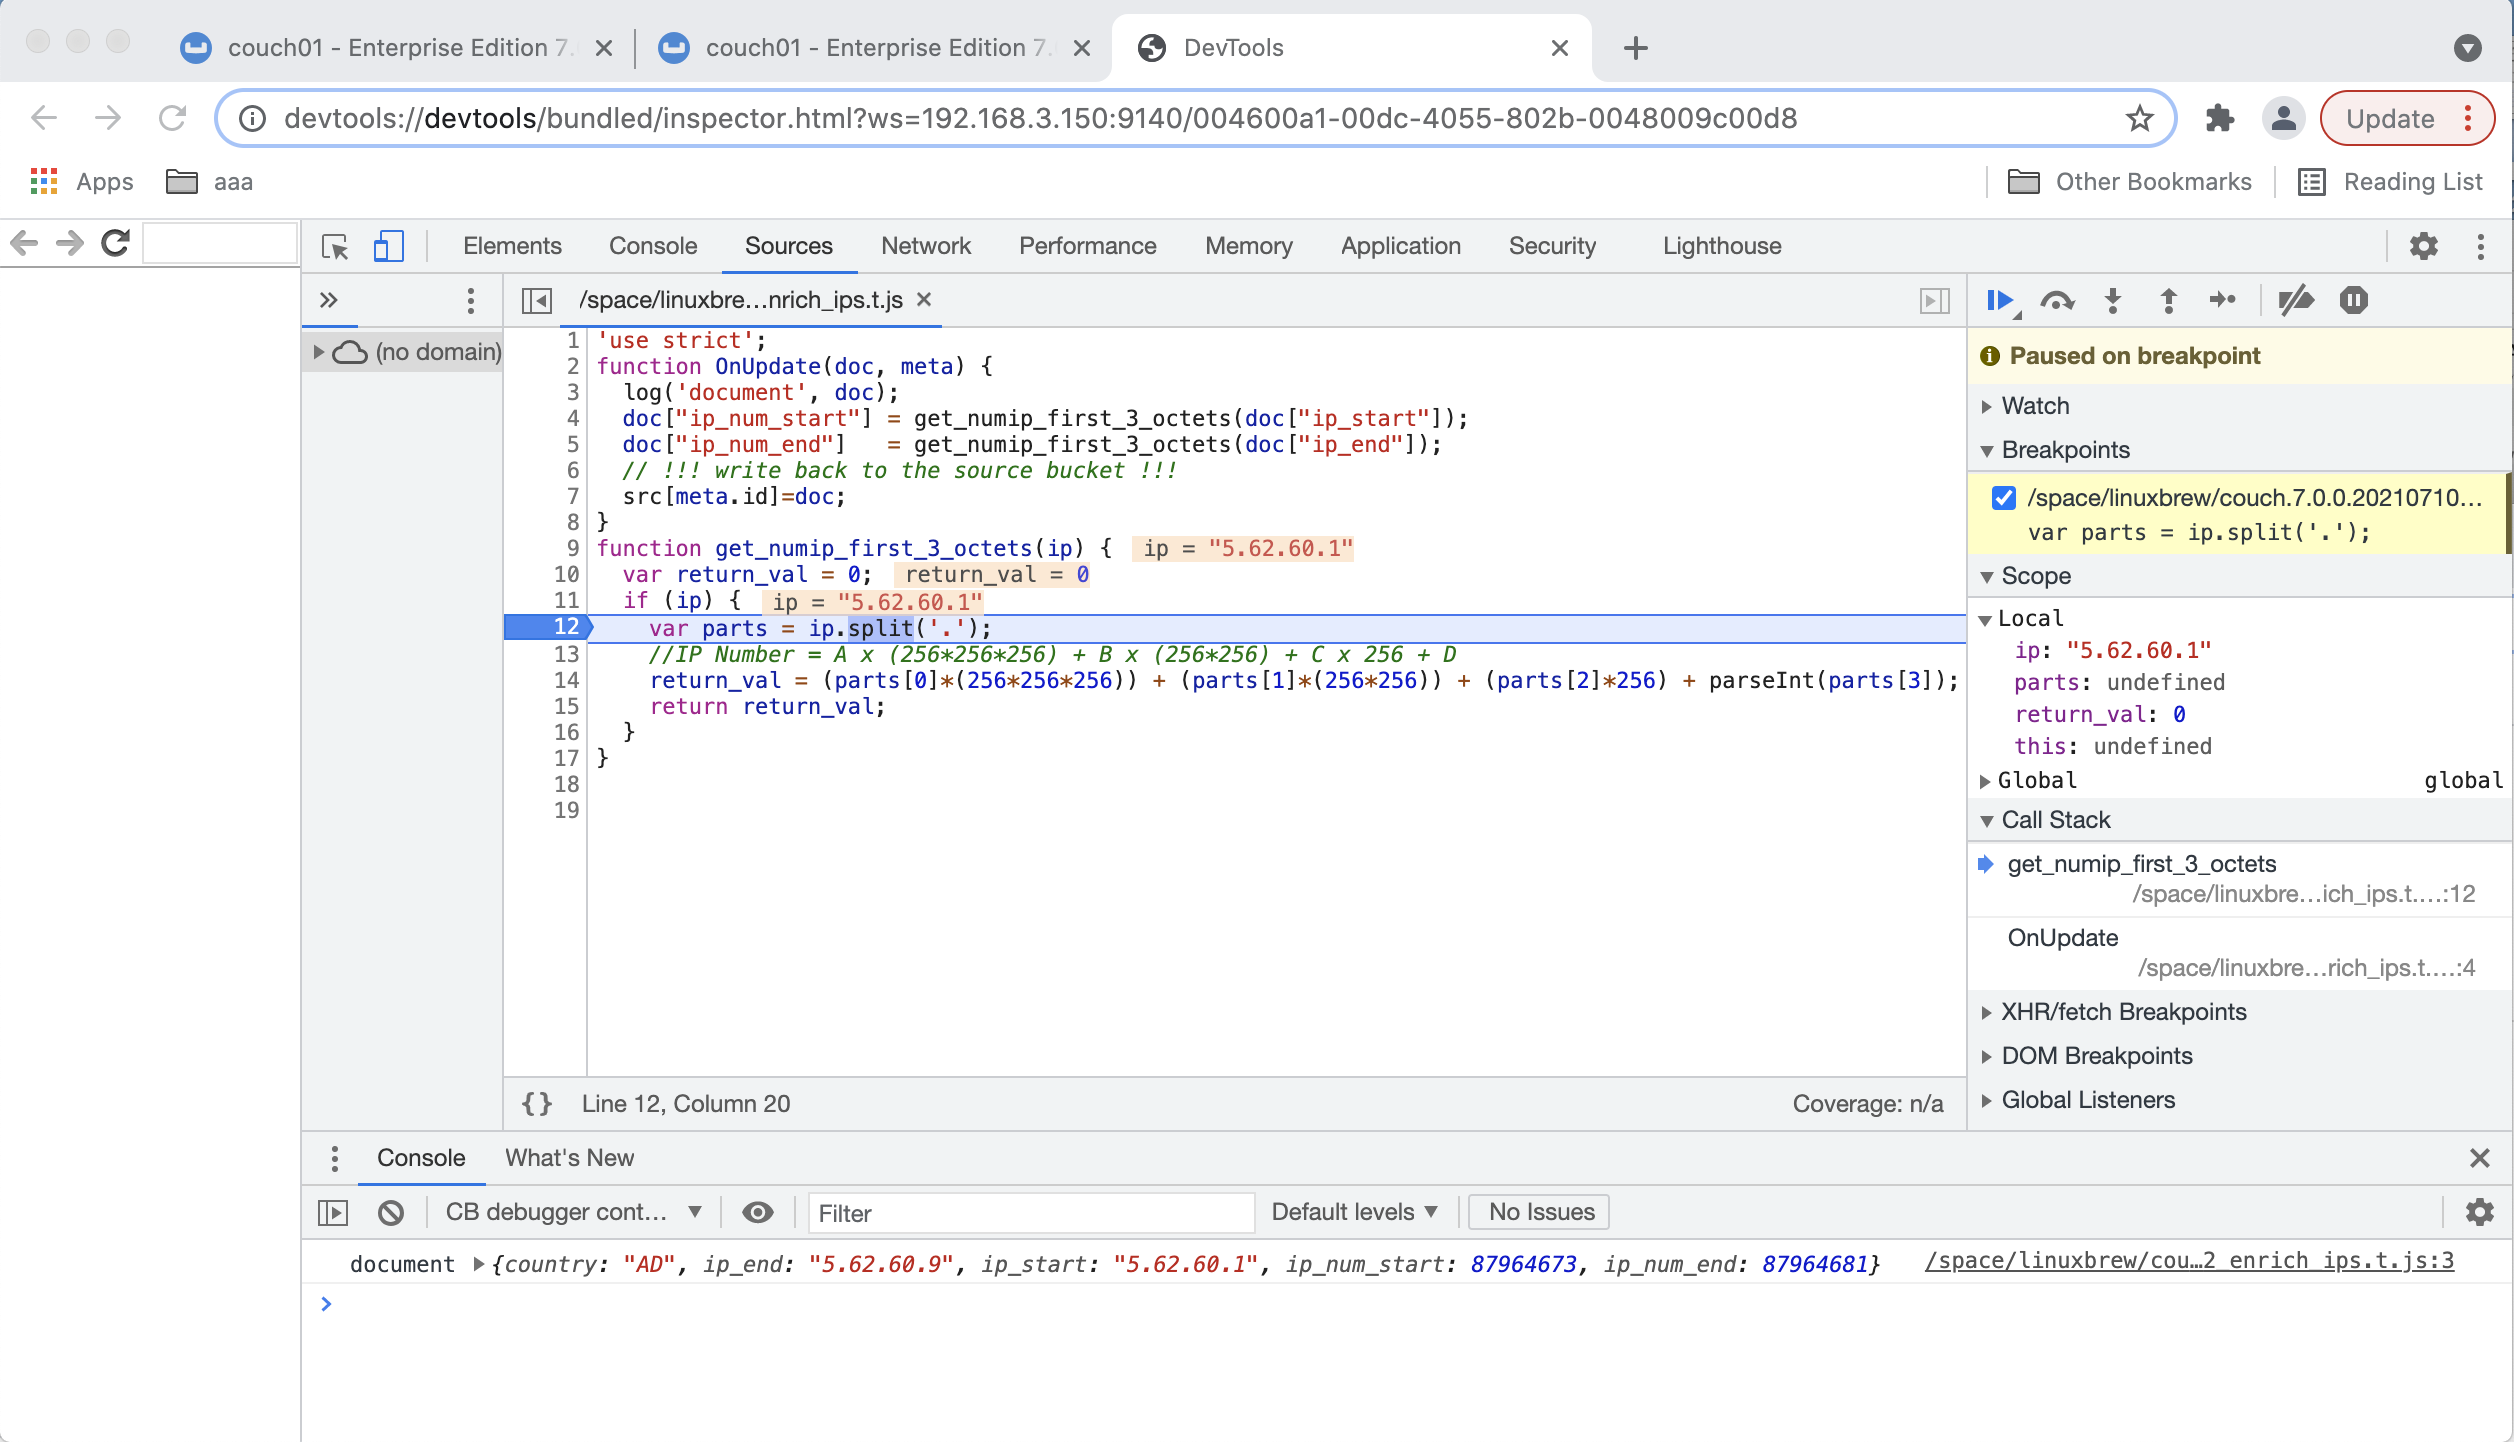 couch01 - Enterprise Edition 7.
couch01 - Enterprise Edition 7.
DevTools
devtools://devtools/bundled/inspector.html?ws=192.168.3.150:9140/004600a1-00dc-4055-802b-0048009c00d8
Update
Apps
aaa
Other Bookmarks
Reading List
Elements Console Sources Network Performance Memory Application Security Lighthouse
/space/linuxbre…nrich_ips.t.js
(no domain)
1 'use strict';
2 function OnUpdate(doc, meta) {
3 log('document', doc);
4 doc["ip_num_start"] = get_numip_first_3_octets(doc["ip_start"]);
5 doc["ip_num_end"]   = get_numip_first_3_octets(doc["ip_end"]);
6 // !!! write back to the source bucket !!!
7 src[meta.id]=doc;
8 }
9 function get_numip_first_3_octets(ip) { ip = "5.62.60.1"
10 var return_val = 0; return_val = 0
11 if (ip) { ip = "5.62.60.1"
12 var parts = ip.split('.');
13 //IP Number = A x (256*256*256) + B x (256*256) + C x 256 + D
14 return_val = (parts[0]*(256*256*256)) + (parts[1]*(256*256)) + (parts[2]*256) + parseInt(parts[3]);
15 return return_val;
16 }
17 }
18
19
{} Line 12, Column 20
Coverage: n/a
Paused on breakpoint
Watch
Breakpoints
/space/linuxbrew/couch.7.0.0.20210710…
var parts = ip.split('.');
Scope
Local
ip: "5.62.60.1"
parts: undefined
return_val: 0
this: undefined
Global global
Call Stack
get_numip_first_3_octets
/space/linuxbre…ich_ips.t.…:12
OnUpdate
/space/linuxbre…rich_ips.t.…:4
XHR/fetch Breakpoints
DOM Breakpoints
Global Listeners
Console What's New
CB debugger cont… Filter Default levels No Issues
document {country: "AD", ip_end: "5.62.60.9", ip_start: "5.62.60.1", ip_num_start: 87964673, ip_num_end: 87964681} /space/linuxbrew/cou…2_enrich_ips.t.js:3